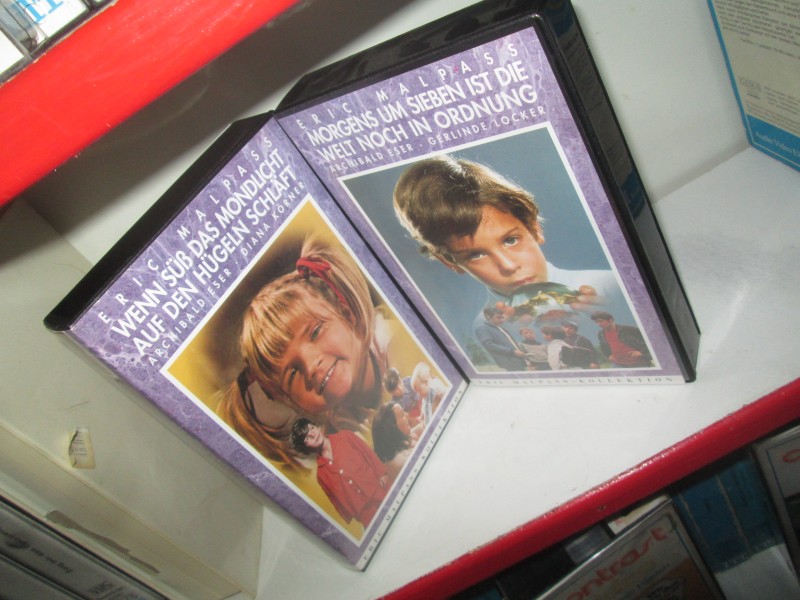 ERIC MALPASS
WENN SÜß DAS MONDLICHT
AUF DEN HÜGELN SCHLÄFT
ARCHIBALD ESER · DIANA KÖRNER
ERIC MALPASS
MORGENS UM SIEBEN IST DIE
WELT NOCH IN ORDNUNG
ARCHIBALD ESER · GERLINDE LOCKER
ERIC MALPASS-KOLLEKTION